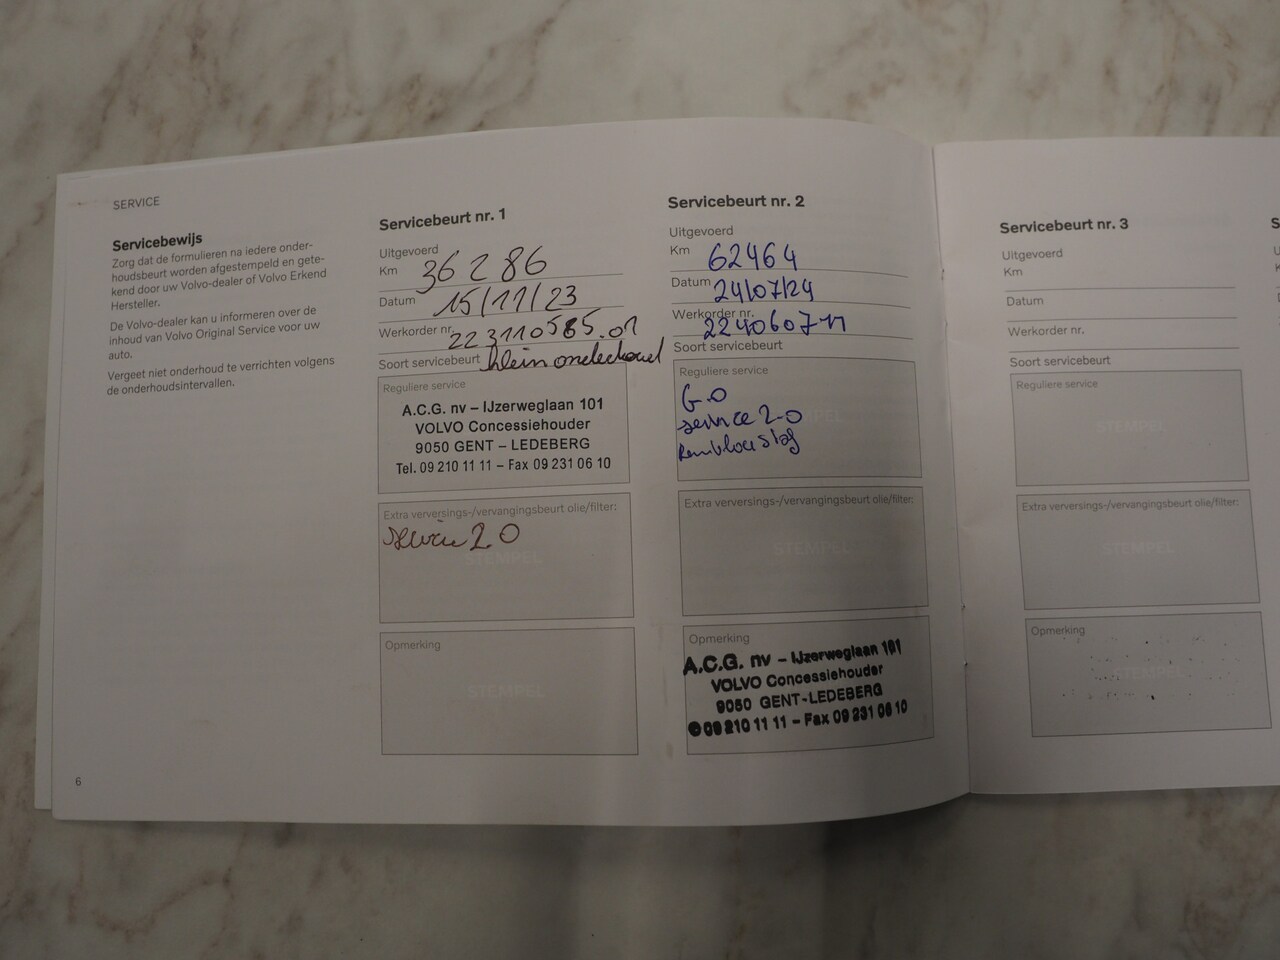 SERVICE
Servicebewijs
Zorg dat de formulieren na iedere onder-
houdsbeurt worden afgestempeld en gete-
kend door uw Volvo-dealer of Volvo Erkend
Hersteller.
De Volvo-dealer kan u informeren over de
inhoud van Volvo Original Service voor uw
auto.
Vergeet niet onderhoud te verrichten volgens
de onderhoudsintervallen.
6
Servicebeurt nr. 1
Uitgevoerd
Km 36286
Datum 15/11/23
Werkorder nr. 223110585.01
Soort servicebeurt klein onderhoud
Reguliere service
A.C.G. nv – IJzerweglaan 101
VOLVO Concessiehouder
9050 GENT – LEDEBERG
Tel. 09 210 11 11 – Fax 09 231 06 10
Extra verversings-/vervangingsbeurt olie/filter:
service 2.0
STEMPEL
Opmerking
STEMPEL
Servicebeurt nr. 2
Uitgevoerd
Km 62464
Datum 24/07/24
Werkorder nr. 224060711
Soort servicebeurt
Reguliere service
G.O
STEMPEL
service 2.0
Extra verversings-/vervangingsbeurt olie/filter:
STEMPEL
Opmerking
A.C.G. nv – IJzerweglaan 101
VOLVO Concessiehouder
9050 GENT-LEDEBERG
09 210 11 11 – Fax 09 231 06 10
Servicebeurt nr. 3
Uitgevoerd
Km
Datum
Werkorder nr.
Soort servicebeurt
Reguliere service
STEMPEL
Extra verversings-/vervangingsbeurt olie/filter:
STEMPEL
Opmerking
STEMPEL